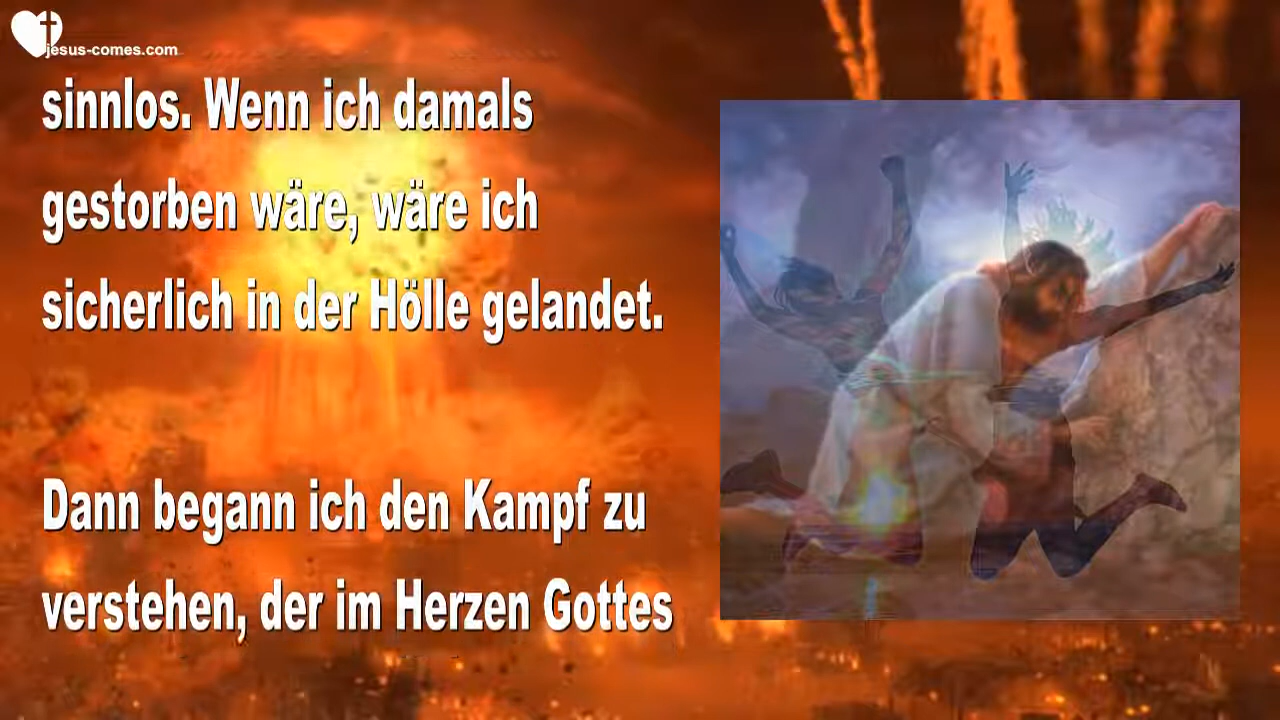 jesus-comes.com
sinnlos. Wenn ich damals
gestorben wäre, wäre ich
sicherlich in der Hölle gelandet.
Dann begann ich den Kampf zu
verstehen, der im Herzen Gottes